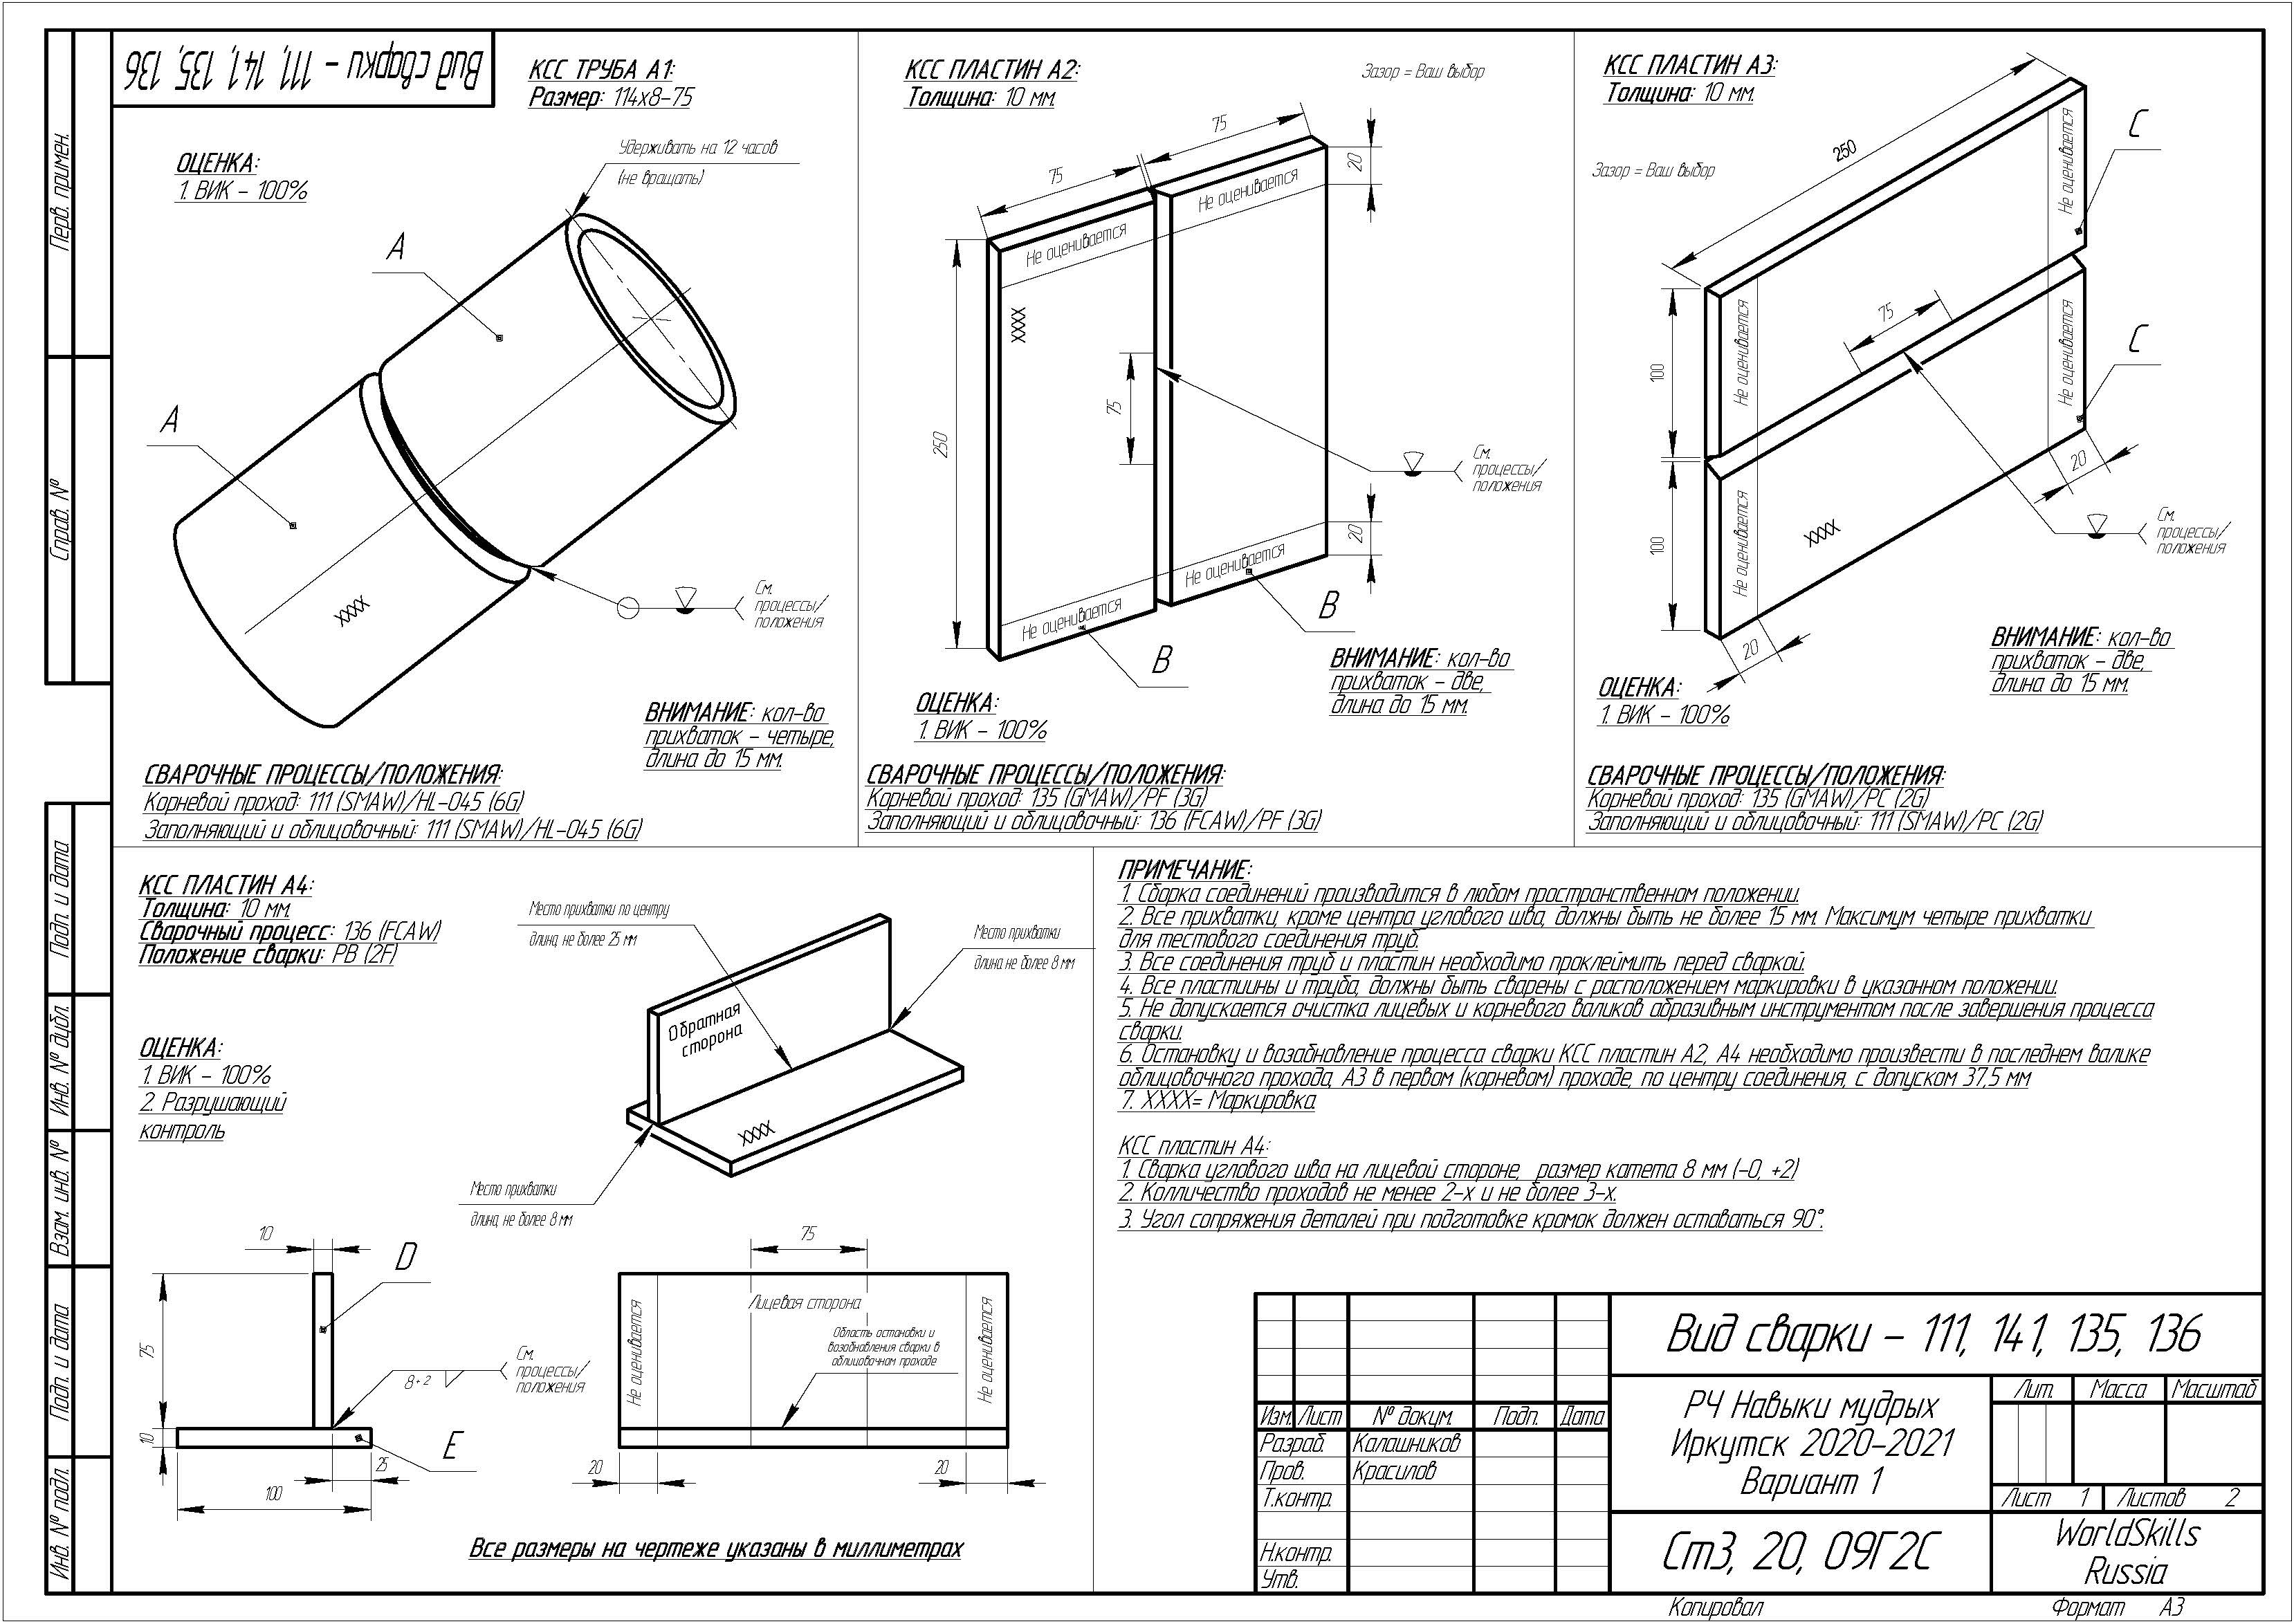 Вид сварки - 111, 141, 135, 136
Перв. примен.
Справ. №
Подп. и дата
Инв. № дубл.
Взам. инв. №
Подп. и дата
Инв. № подл.
КСС ТРУБА А1:
Размер: 114х8-75
ОЦЕНКА:
1. ВИК - 100%
Удерживать на 12 часов
(не вращать)
А
А
ХХХХ
См.
процессы/
положения
ВНИМАНИЕ: кол-во
прихваток - четыре,
длина до 15 мм.
СВАРОЧНЫЕ ПРОЦЕССЫ/ПОЛОЖЕНИЯ:
Корневой проход: 111 (SMAW)/HL-045 (6G)
Заполняющий и облицовочный: 111 (SMAW)/HL-045 (6G)
КСС ПЛАСТИН А2:
Толщина: 10 мм.
Зазор = Ваш выбор
75
75
20
Не оценивается
Не оценивается
ХХХХ
250
75
См.
процессы/
положения
20
Не оценивается
Не оценивается
В
В
ВНИМАНИЕ: кол-во
прихваток - две,
длина до 15 мм.
ОЦЕНКА:
1. ВИК - 100%
СВАРОЧНЫЕ ПРОЦЕССЫ/ПОЛОЖЕНИЯ:
Корневой проход: 135 (GMAW)/PF (3G)
Заполняющий и облицовочный: 136 (FCAW)/PF (3G)
КСС ПЛАСТИН А3:
Толщина: 10 мм.
Зазор = Ваш выбор
250
Не оценивается
С
100
Не оценивается
75
Не оценивается
С
100
Не оценивается
ХХХХ
20
20
См.
процессы/
положения
ВНИМАНИЕ: кол-во
прихваток - две,
длина до 15 мм.
ОЦЕНКА:
1. ВИК - 100%
СВАРОЧНЫЕ ПРОЦЕССЫ/ПОЛОЖЕНИЯ:
Корневой проход: 135 (GMAW)/PC (2G)
Заполняющий и облицовочный: 111 (SMAW)/PC (2G)
КСС ПЛАСТИН А4:
Толщина: 10 мм.
Сварочный процесс: 136 (FCAW)
Положение сварки: PB (2F)
ОЦЕНКА:
1. ВИК - 100%
2. Разрушающий
контроль
Место прихватки по центру
длина, не более 25 мм
Место прихватки
длина не более 8 мм
Обратная
сторона
ХХХХ
Место прихватки
длина, не более 8 мм
10
D
75
8+2
См.
процессы/
положения
10
E
25
100
75
Не оценивается
Лицевая сторона
Область остановки и
возобновления сварки в
облицовочном проходе
Не оценивается
20
20
Все размеры на чертеже указаны в миллиметрах
ПРИМЕЧАНИЕ:
1. Сборка соединений производится в любом пространственном положении.
2. Все прихватки, кроме центра углового шва, должны быть не более 15 мм. Максимум четыре прихватки
для тестового соединения труб.
3. Все соединения труб и пластин необходимо проклеймить перед сваркой.
4. Все пластиины и труба, должны быть сварены с расположением маркировки в указанном положении.
5. Не допускается очистка лицевых и корневого валиков абразивным инструментом после завершения процесса
сварки.
6. Остановку и возабновление процесса сварки КСС пластин А2, А4 необходимо произвести в последнем валике
облицовочного прохода, А3 в первом (корневом) проходе, по центру соединения, с допуском 37,5 мм
7. ХХХХ= Маркировка.
КСС пластин А4:
1. Сварка углового шва на лицевой стороне, размер катета 8 мм (-0, +2)
2. Колличество проходов не менее 2-х и не более 3-х.
3. Угол сопряжения деталей при подготовке кромок должен оставаться 90°.
Изм. Лист № докум. Подп. Дата
Разраб. Калашников
Пров. Красилов
Т.контр.
Н.контр.
Утв.
Вид сварки - 111, 141, 135, 136
РЧ Навыки мудрых
Иркутск 2020-2021
Вариант 1
Лит. Масса Масштаб
Лист 1 Листов 2
Ст3, 20, 09Г2С
WorldSkills
Russia
Копировал Формат А3